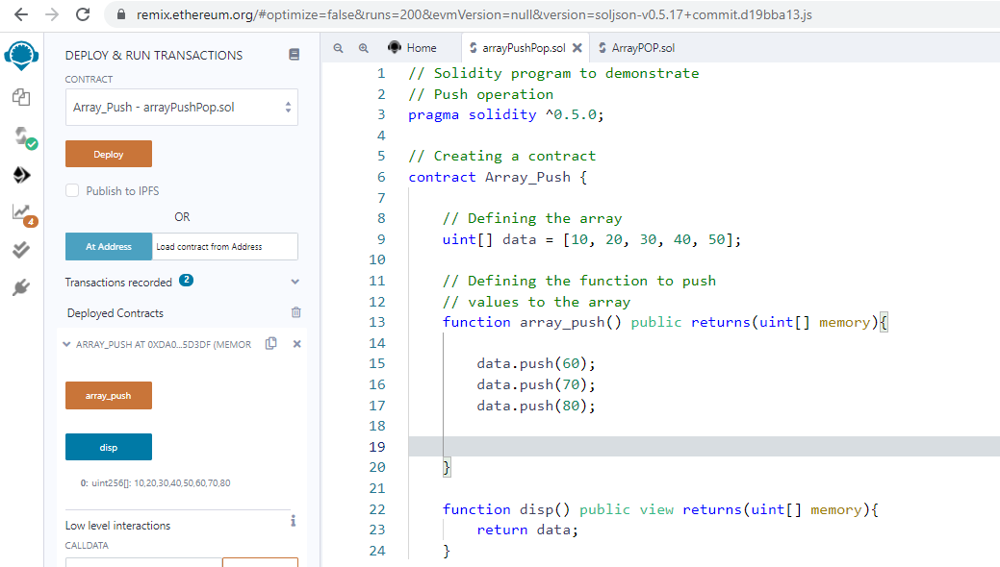 remix.ethereum.org/#optimize=false&runs=200&evmVersion=null&version=soljson-v0.5.17+commit.d19bba13.js
DEPLOY & RUN TRANSACTIONS
CONTRACT
Array_Push - arrayPushPop.sol
Deploy
Publish to IPFS
OR
At Address Load contract from Address
Transactions recorded 2
Deployed Contracts
ARRAY_PUSH AT 0XDA0...5D3DF (MEMOR
array_push
disp
0: uint256[]: 10,20,30,40,50,60,70,80
Low level interactions
CALLDATA
4
Home arrayPushPop.sol ArrayPOP.sol
1 // Solidity program to demonstrate
2 // Push operation
3 pragma solidity ^0.5.0;
4
5 // Creating a contract
6 contract Array_Push {
7
8 // Defining the array
9 uint[] data = [10, 20, 30, 40, 50];
10
11 // Defining the function to push
12 // values to the array
13 function array_push() public returns(uint[] memory){
14
15 data.push(60);
16 data.push(70);
17 data.push(80);
18
19
20 }
21
22 function disp() public view returns(uint[] memory){
23 return data;
24 }